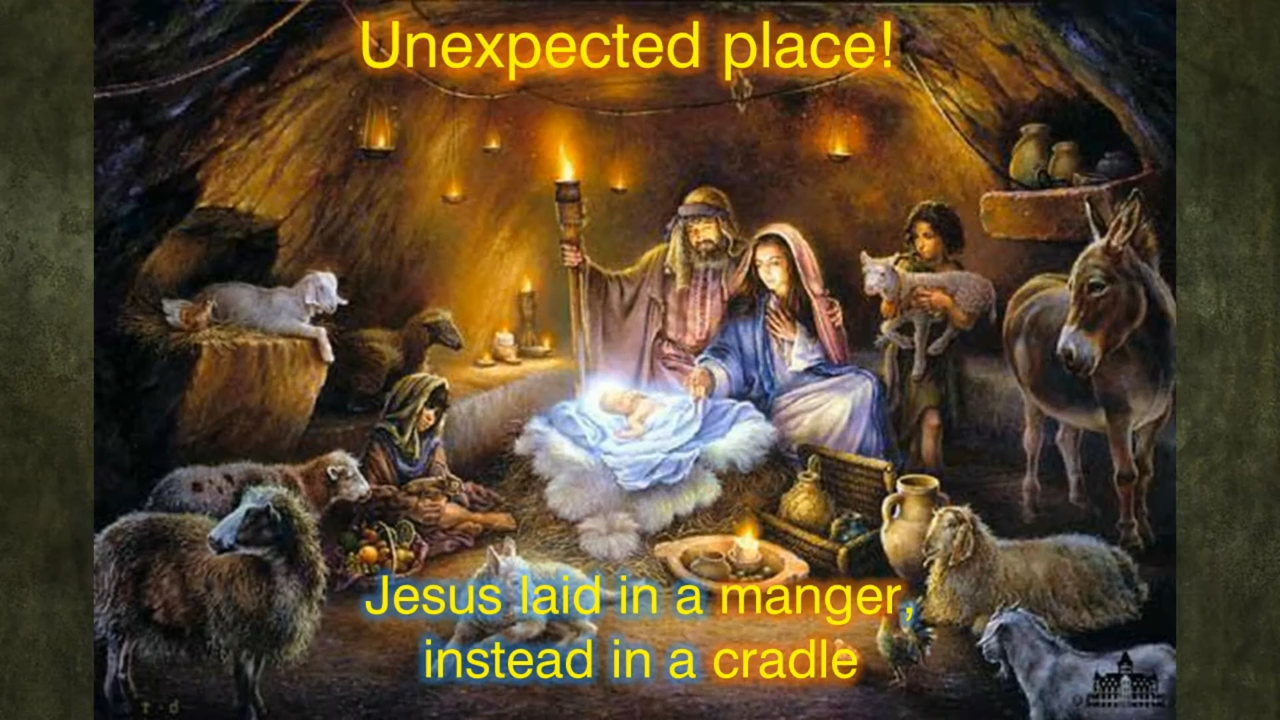 Unexpected place!
Jesus laid in a manger,
instead in a cradle